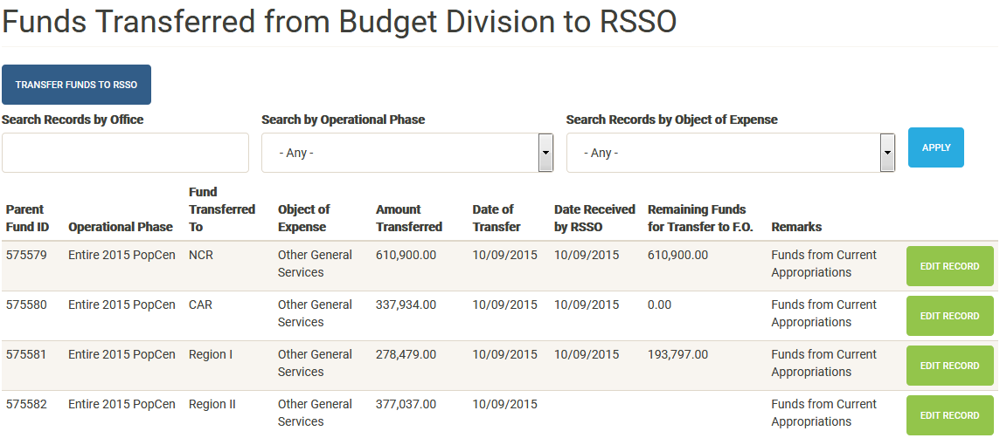 Funds Transferred from Budget Division to RSSO
TRANSFER FUNDS TO RSSO
Search Records by Office Search by Operational Phase Search Records by Object of Expense
- Any - - Any - APPLY
Parent Fund ID Operational Phase Fund Transferred To Object of Expense Amount Transferred Date of Transfer Date Received by RSSO Remaining Funds for Transfer to F.O. Remarks
575579 Entire 2015 PopCen NCR Other General Services 610,900.00 10/09/2015 10/09/2015 610,900.00 Funds from Current Appropriations EDIT RECORD
575580 Entire 2015 PopCen CAR Other General Services 337,934.00 10/09/2015 10/09/2015 0.00 Funds from Current Appropriations EDIT RECORD
575581 Entire 2015 PopCen Region I Other General Services 278,479.00 10/09/2015 10/09/2015 193,797.00 Funds from Current Appropriations EDIT RECORD
575582 Entire 2015 PopCen Region II Other General Services 377,037.00 10/09/2015 Funds from Current Appropriations EDIT RECORD